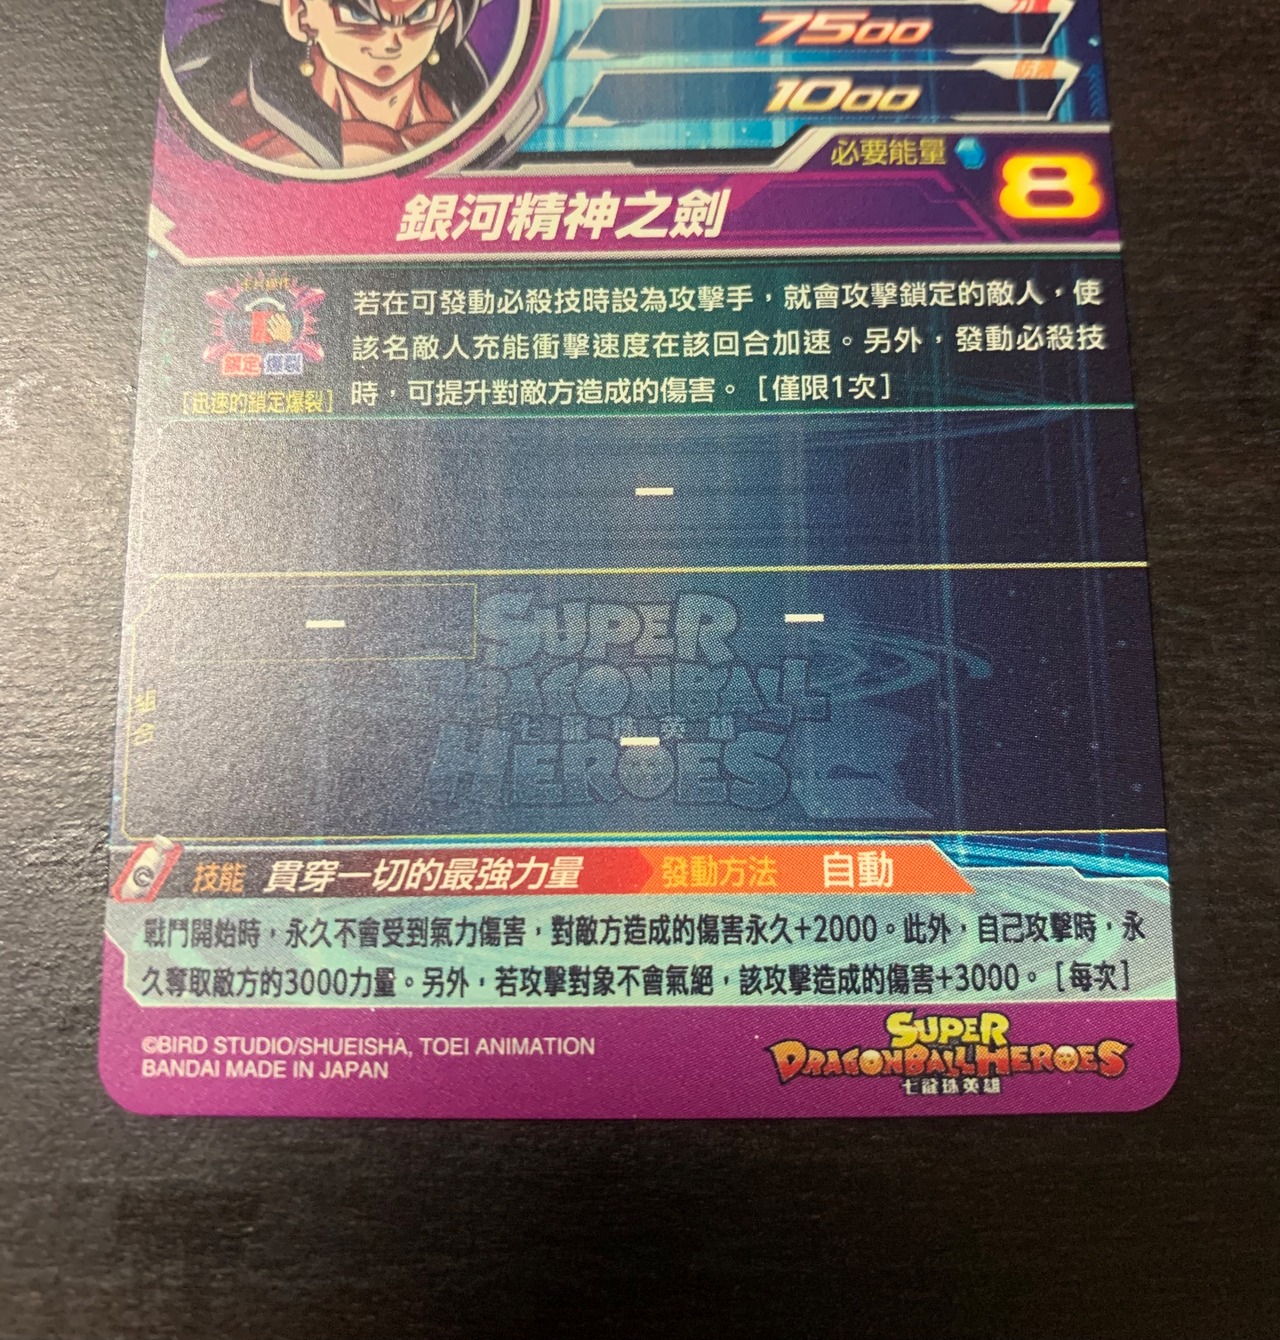 7500
1000
必要能量
8
銀河精神之劍
鎖定 爆裂
[迅速的鎖定爆裂]
若在可發動必殺技時設為攻擊手，就會攻擊鎖定的敵人，使
該名敵人充能衝擊速度在該回合加速。另外，發動必殺技
時，可提升對敵方造成的傷害。［僅限1次］
—
— —
SUPER
DRAGONBALL
七龍珠英雄
HEROES
組合
—
技能 貫穿一切的最強力量 發動方法 自動
戰鬥開始時，永久不會受到氣力傷害，對敵方造成的傷害永久+2000。此外，自己攻擊時，永
久奪取敵方的3000力量。另外，若攻擊對象不會氣絕，該攻擊造成的傷害+3000。［每次］
©BIRD STUDIO/SHUEISHA, TOEI ANIMATION
BANDAI MADE IN JAPAN
SUPER
DRAGONBALL HEROES
七龍珠英雄